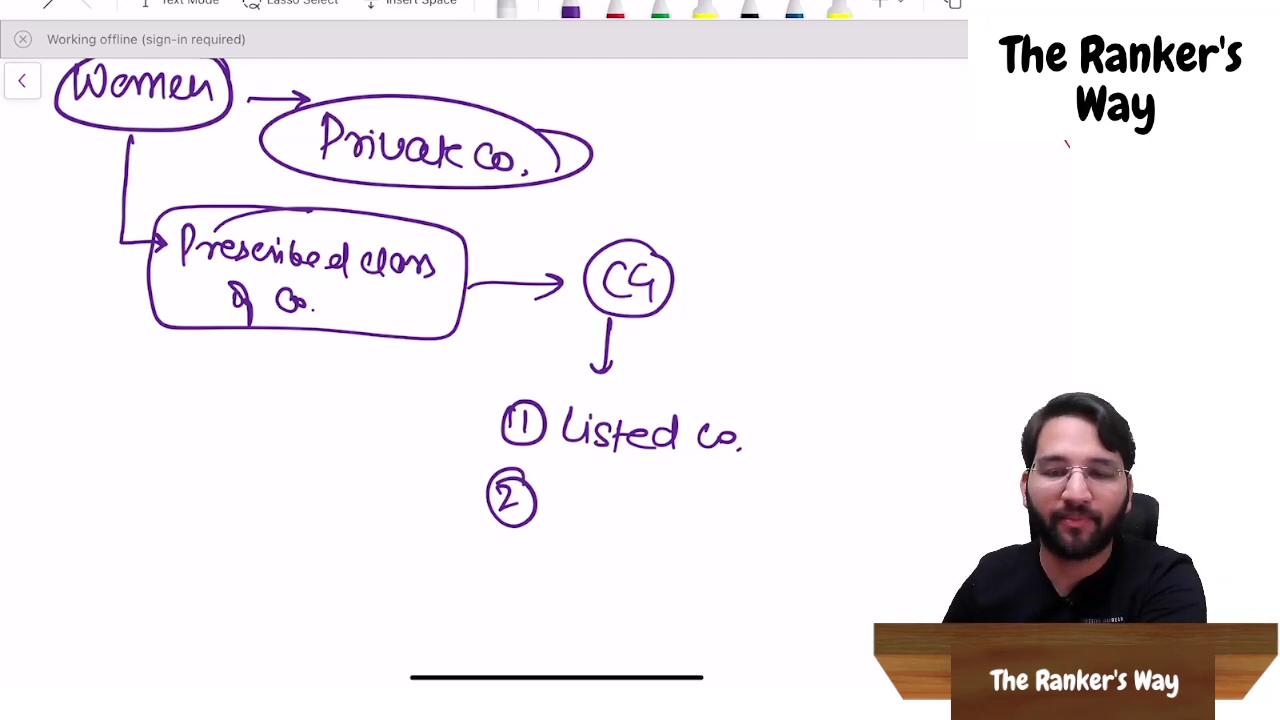 Text Mode
Lasso Select
Insert Space
Working offline (sign-in required)
The Ranker's
Way
Women
Private Co.
Prescribed class
of Co.
CG
1 Listed co.
2
The Ranker's Way